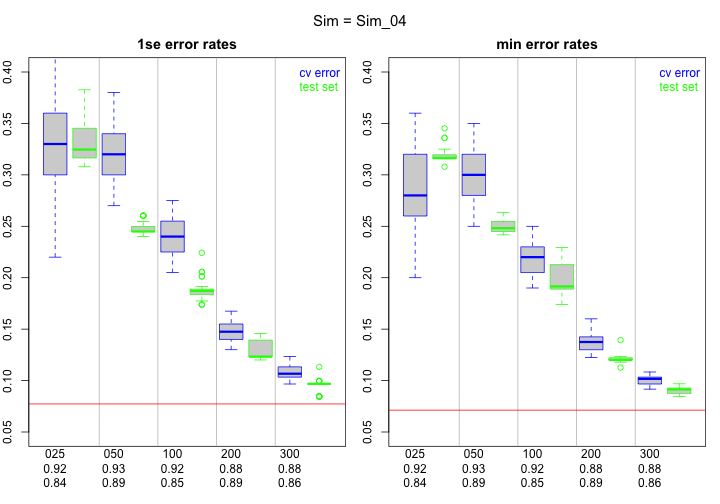 Sim = Sim_04
1se error rates
cv error
test set
0.40
0.35
0.30
0.25
0.20
0.15
0.10
0.05
025 050 100 200 300
0.92 0.93 0.92 0.88 0.88
0.84 0.89 0.85 0.89 0.86
min error rates
cv error
test set
0.40
0.35
0.30
0.25
0.20
0.15
0.10
0.05
025 050 100 200 300
0.92 0.93 0.92 0.88 0.88
0.84 0.89 0.85 0.89 0.86